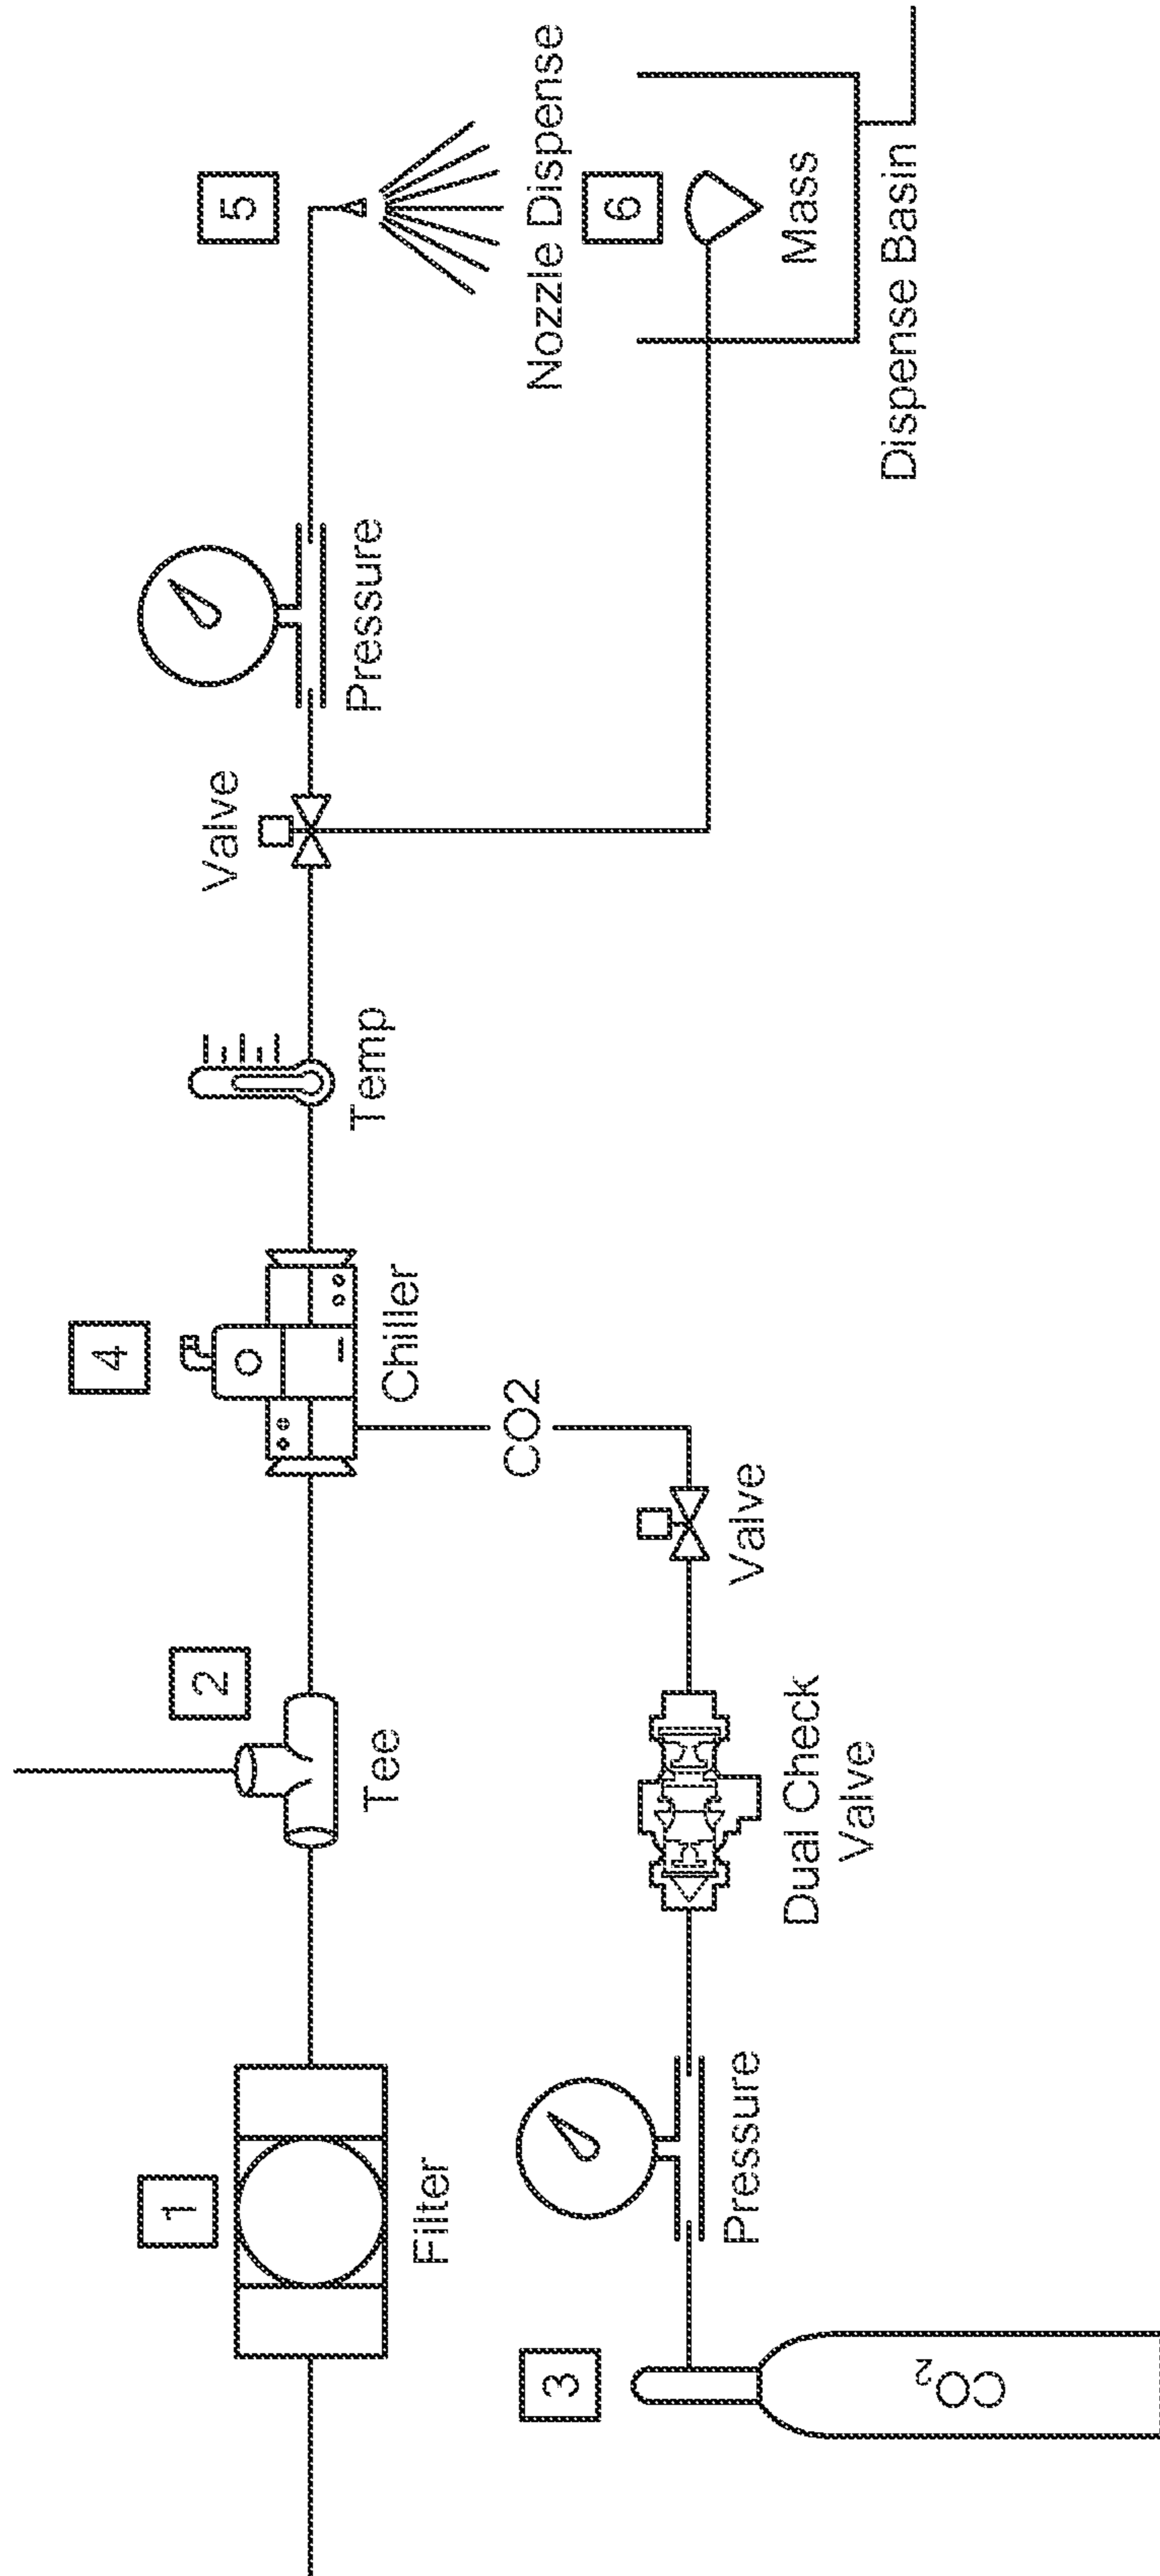 1
Filter
2
Tee
4
Chiller
Temp
Valve
Pressure
5
Nozzle Dispense
6
Mass
Dispense Basin
CO2
Valve
Dual Check
Valve
Pressure
3
CO₂